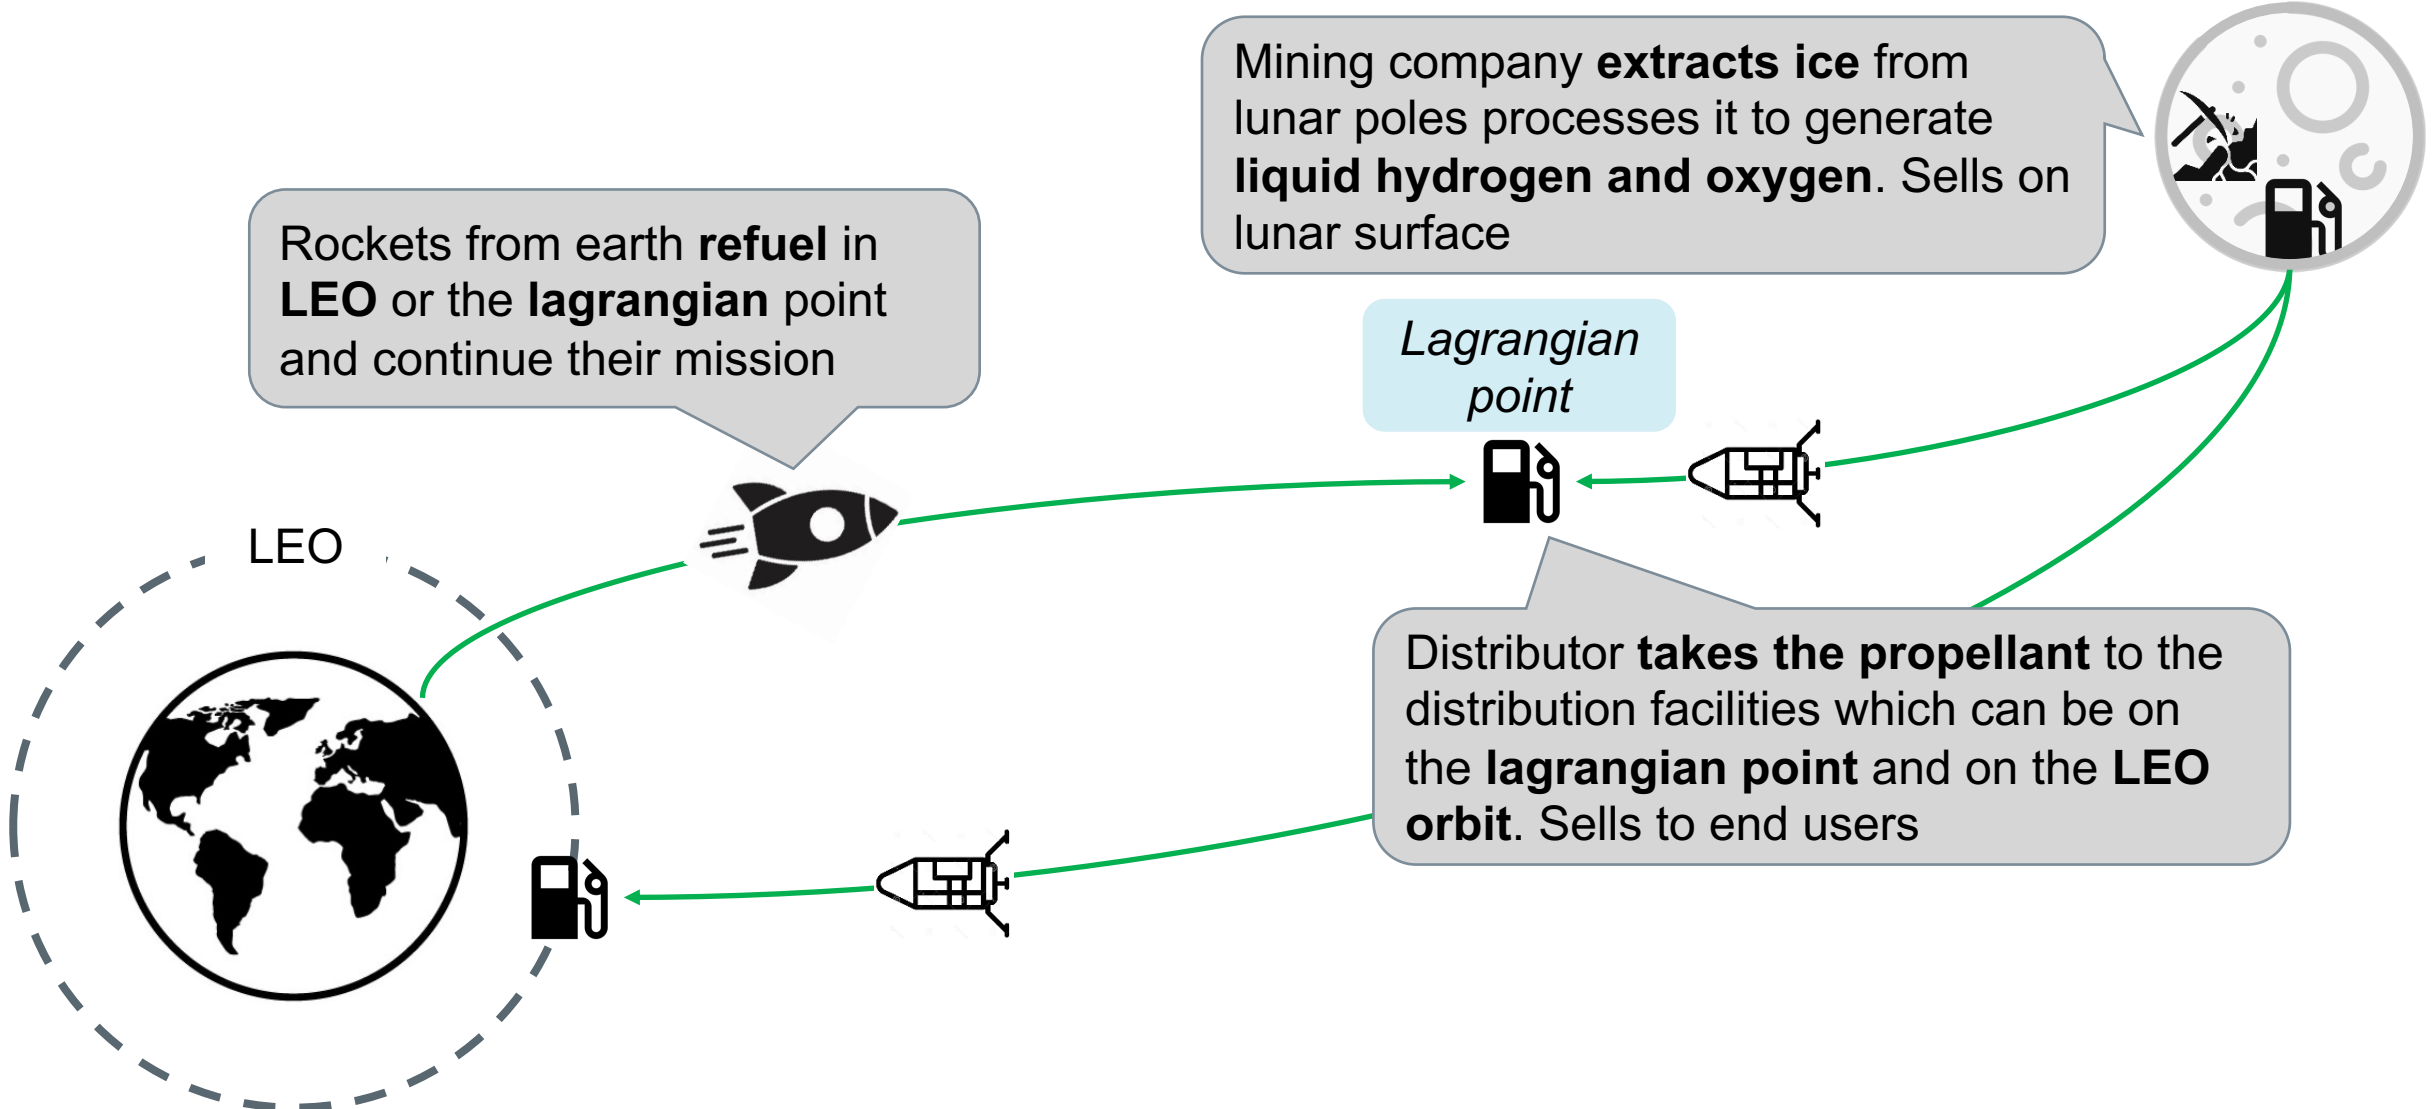 Mining company extracts ice from
lunar poles processes it to generate
liquid hydrogen and oxygen. Sells on
lunar surface
Rockets from earth refuel in
LEO or the lagrangian point
and continue their mission
Lagrangian
point
LEO
Distributor takes the propellant to the
distribution facilities which can be on
the lagrangian point and on the LEO
orbit. Sells to end users